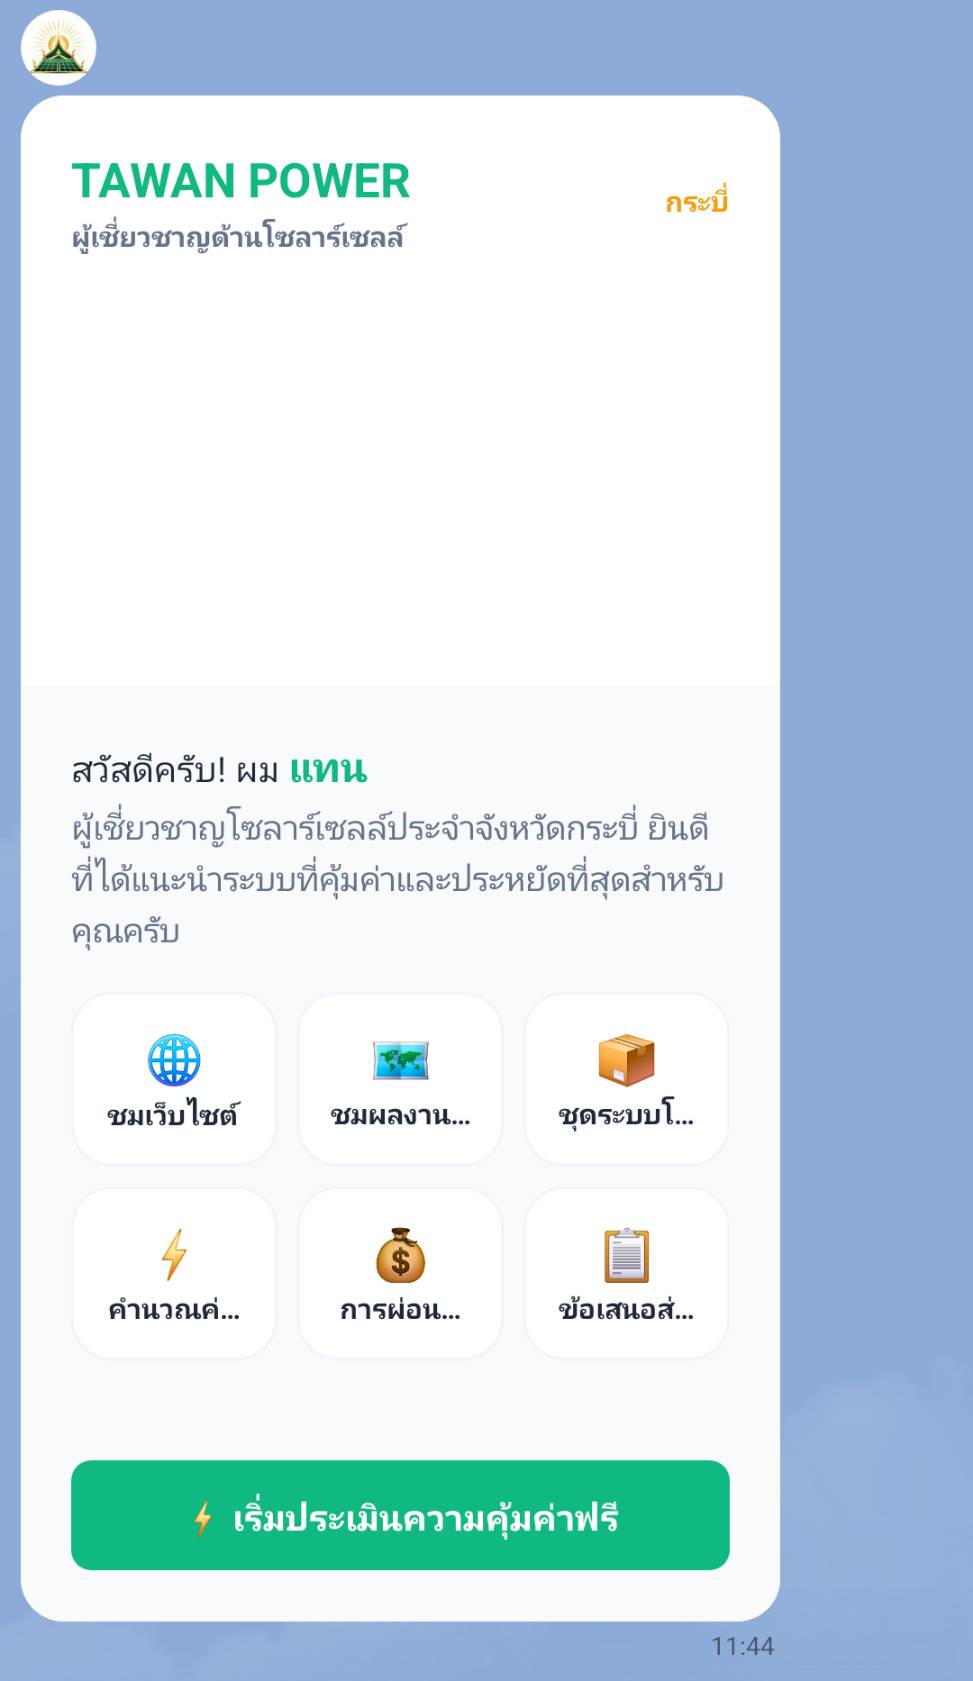 TAWAN POWER
ผู้เชี่ยวชาญด้านโซลาร์เซลล์
กระบี่
สวัสดีครับ! ผม แทน
ผู้เชี่ยวชาญโซลาร์เซลล์ประจำจังหวัดกระบี่ ยินดี
ที่ได้แนะนำระบบที่คุ้มค่าและประหยัดที่สุดสำหรับ
คุณครับ
ชมเว็บไซต์
ชมผลงาน...
ชุดระบบโ...
คำนวณค่...
การผ่อน...
ข้อเสนอส่...
เริ่มประเมินความคุ้มค่าฟรี
11:44